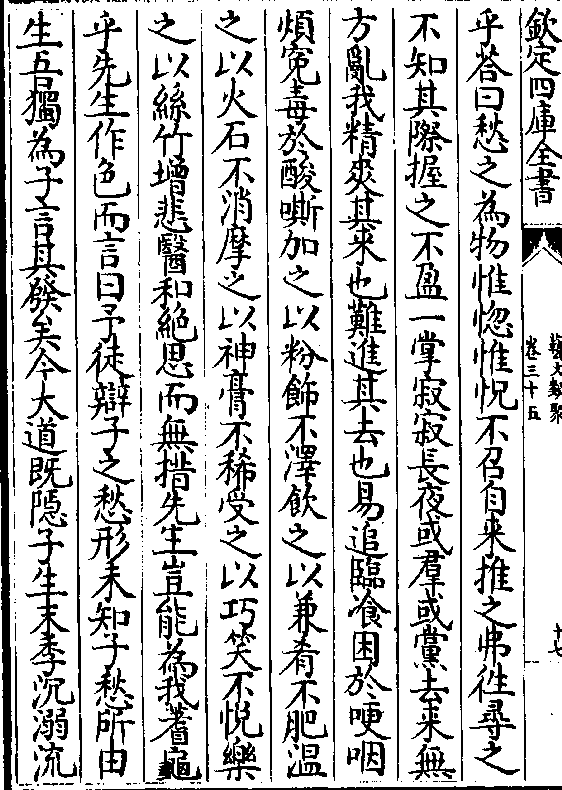 欽定四庫全書
藝文類聚
卷三十五
十七
乎荅曰愁之為物惟惚惟怳不召自来推之弗徃尋之
不知其際握之不盈一掌寂寂長夜或羣或黨去来無
方亂我精爽其来也難進其去也易追臨飡困於哽咽
煩寃毒於酸嘶加之以粉飾不澤飲之以兼肴不肥溫
之以火石不消摩之以神膏不稀受之以巧笑不悅樂
之以絲竹增悲醫和絶思而無措先生豈能為我蓍龜
乎先生作色而言曰予徒辯子之愁形未知子愁所由
生吾獨為子言其發矣今大道既隱子生末季沉溺流